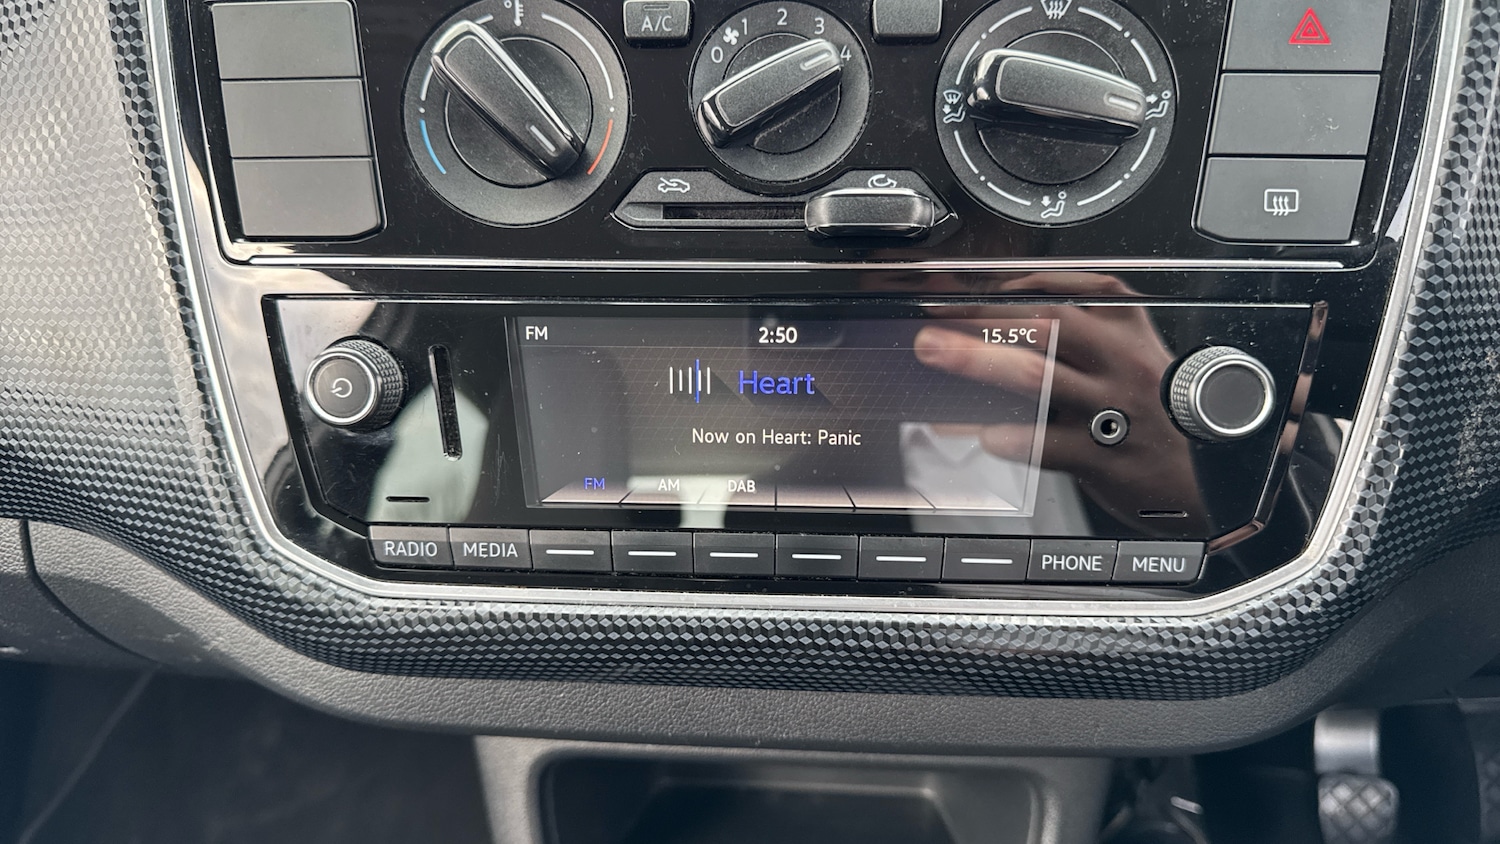 °
A/C
0 1 2 3 4
FM 2:50 15.5°C
Heart
Now on Heart: Panic
FM AM DAB
RADIO MEDIA PHONE MENU